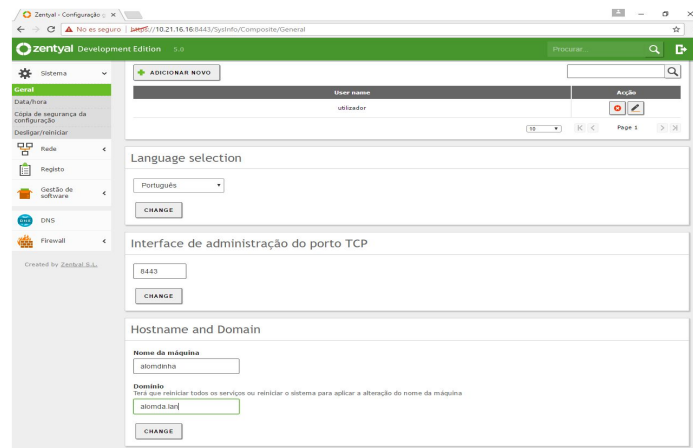 Zentyal - Configuração g
No es seguro | https://10.21.16.16:8443/SysInfo/Composite/General
zentyal Development Edition 5.0
Procurar...
Sistema
Geral
Data/hora
Cópia de segurança da configuração
Desligar/reiniciar
Rede
Registo
Gestão de software
DNS
Firewall
Created by Zentyal S.L.
ADICIONAR NOVO
User name Acção
utilizador
10 Page 1
Language selection
Português
CHANGE
Interface de administração do porto TCP
8443
CHANGE
Hostname and Domain
Nome da máquina
alomdinha
Domínio
Terá que reiniciar todos os serviços ou reiniciar o sistema para aplicar a alteração do nome da máquina
alomda.lan
CHANGE